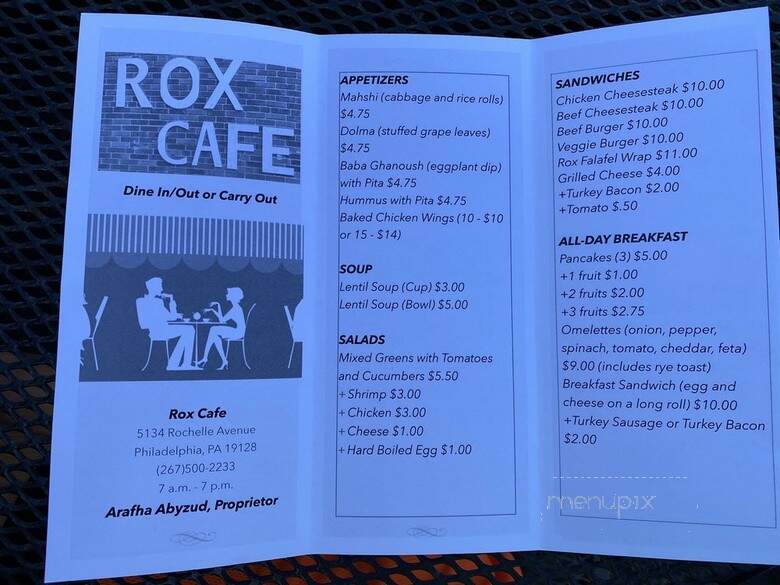 ROX
CAFE
Dine In/Out or Carry Out
Rox Cafe
5134 Rochelle Avenue
Philadelphia, PA 19128
(267)500-2233
7 a.m. - 7 p.m.
Arafha Abyzud, Proprietor
APPETIZERS
Mahshi (cabbage and rice rolls)
$4.75
Dolma (stuffed grape leaves)
$4.75
Baba Ghanoush (eggplant dip)
with Pita $4.75
Hummus with Pita $4.75
Baked Chicken Wings (10 - $10
or 15 - $14)
SOUP
Lentil Soup (Cup) $3.00
Lentil Soup (Bowl) $5.00
SALADS
Mixed Greens with Tomatoes
and Cucumbers $5.50
+ Shrimp $3.00
+ Chicken $3.00
+ Cheese $1.00
+ Hard Boiled Egg $1.00
SANDWICHES
Chicken Cheesesteak $10.00
Beef Cheesesteak $10.00
Beef Burger $10.00
Veggie Burger $10.00
Rox Falafel Wrap $11.00
Grilled Cheese $4.00
+Turkey Bacon $2.00
+Tomato $.50
ALL-DAY BREAKFAST
Pancakes (3) $5.00
+1 fruit $1.00
+2 fruits $2.00
+3 fruits $2.75
Omelettes (onion, pepper,
spinach, tomato, cheddar, feta)
$9.00 (includes rye toast)
Breakfast Sandwich (egg and
cheese on a long roll) $10.00
+Turkey Sausage or Turkey Bacon
$2.00
menupix